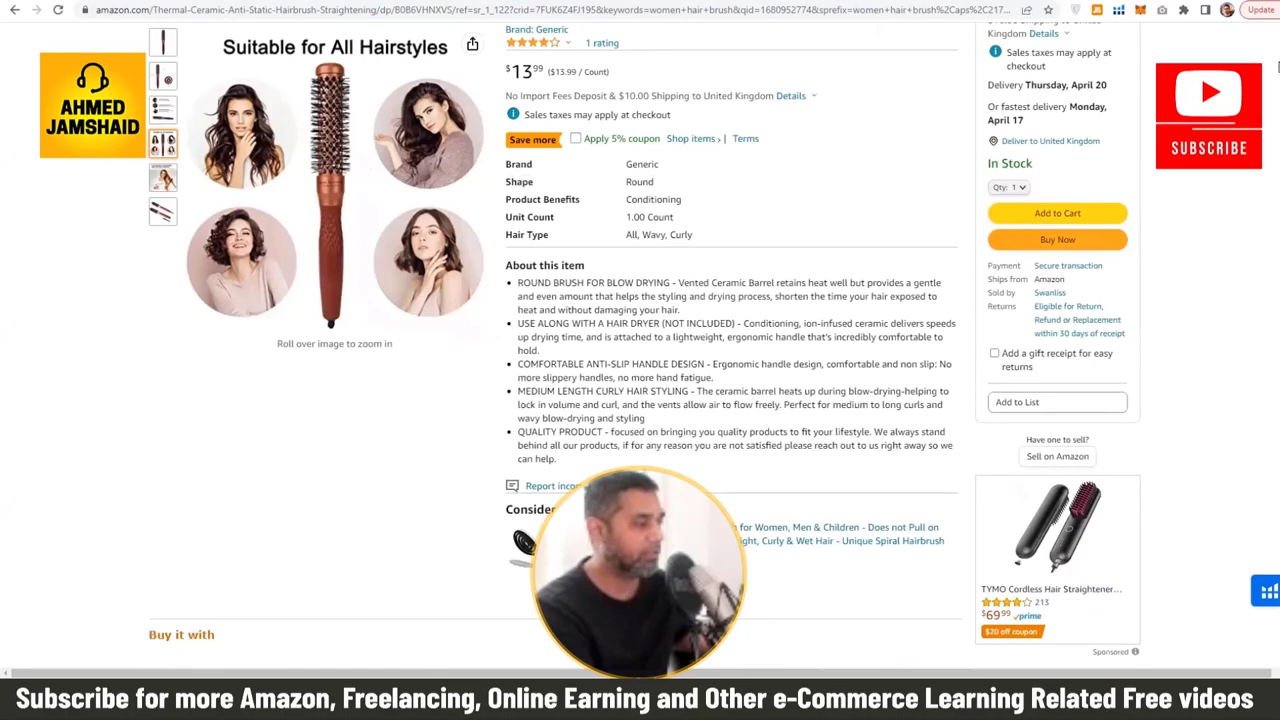 amazon.com/Thermal-Ceramic-Anti-Static-Hairbrush-Straightening/dp/B0B6VHNXVS/ref=sr_1_122?crid=7FUK6Z4FJ195&keywords=women+hair+brush&qid=1680952774&sprefix=women+hair+brush%2Caps%2C217...
Update
AHMED
JAMSHAID
Suitable for All Hairstyles
Roll over image to zoom in
Brand: Generic
1 rating
$13.99 ($13.99 / Count)
No Import Fees Deposit & $10.00 Shipping to United Kingdom Details
Sales taxes may apply at checkout
Save more Apply 5% coupon Shop items > | Terms
Brand Generic
Shape Round
Product Benefits Conditioning
Unit Count 1.00 Count
Hair Type All, Wavy, Curly
About this item
• ROUND BRUSH FOR BLOW DRYING - Vented Ceramic Barrel retains heat well but provides a gentle
and even amount that helps the styling and drying process, shorten the time your hair exposed to
heat and without damaging your hair.
• USE ALONG WITH A HAIR DRYER (NOT INCLUDED) - Conditioning, ion-infused ceramic delivers speeds
up drying time, and is attached to a lightweight, ergonomic handle that's incredibly comfortable to
hold.
• COMFORTABLE ANTI-SLIP HANDLE DESIGN - Ergonomic handle design, comfortable and non slip: No
more slippery handles, no more hand fatigue.
• MEDIUM LENGTH CURLY HAIR STYLING - The ceramic barrel heats up during blow-drying-helping to
lock in volume and curl, and the vents allow air to flow freely. Perfect for medium to long curls and
wavy blow-drying and styling
• QUALITY PRODUCT - focused on bringing you quality products to fit your lifestyle. We always stand
behind all our products, if for any reason you are not satisfied please reach out to us right away so we
can help.
Report
Consider
for Women, Men & Children - Does not Pull on
Curly & Wet Hair - Unique Spiral Hairbrush
Buy it with
Kingdom Details
Sales taxes may apply at
checkout
Delivery Thursday, April 20
Or fastest delivery Monday,
April 17
Deliver to United Kingdom
In Stock
Qty: 1
Add to Cart
Buy Now
Payment Secure transaction
Ships from Amazon
Sold by Swanliss
Returns Eligible for Return,
Refund or Replacement
within 30 days of receipt
Add a gift receipt for easy
returns
Add to List
Have one to sell?
Sell on Amazon
TYMO Cordless Hair Straightener...
213
$69.99 prime
$20 off coupon
Sponsored
SUBSCRIBE
Subscribe for more Amazon, Freelancing, Online Earning and Other e-Commerce Learning Related Free videos